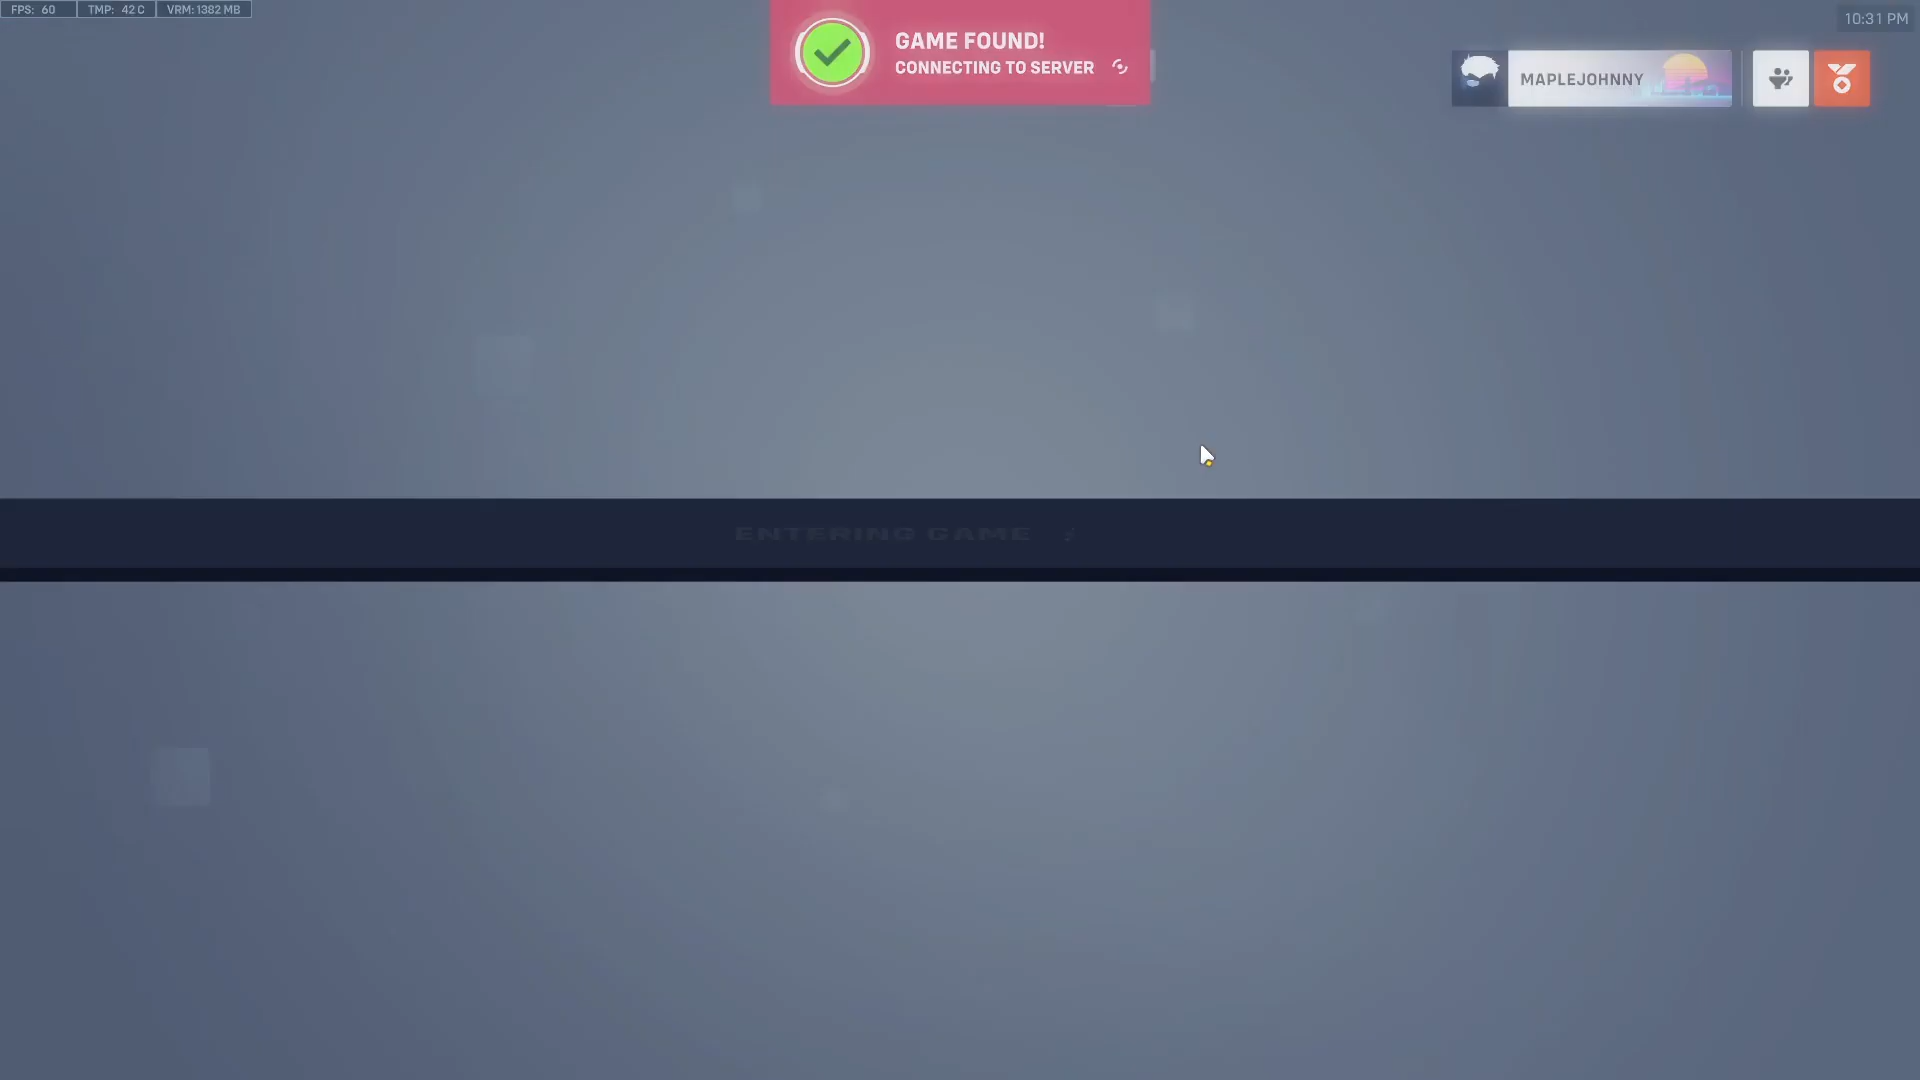 FPS: 60 TMP: 42 C VRM: 1382 MB
10:31 PM
GAME FOUND!
CONNECTING TO SERVER
MAPLEJOHNNY
ENTERING GAME